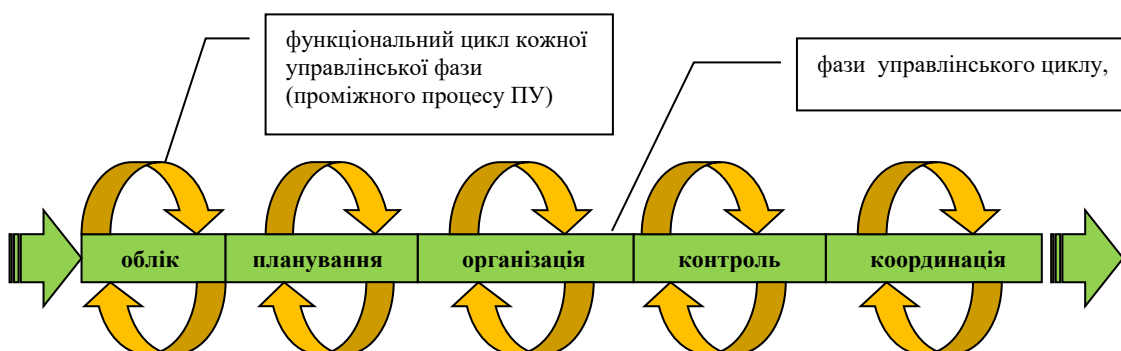 функціональний цикл кожної
управлінської фази
(проміжного процесу ПУ)
фази управлінського циклу,
облік
планування
організація
контроль
координація